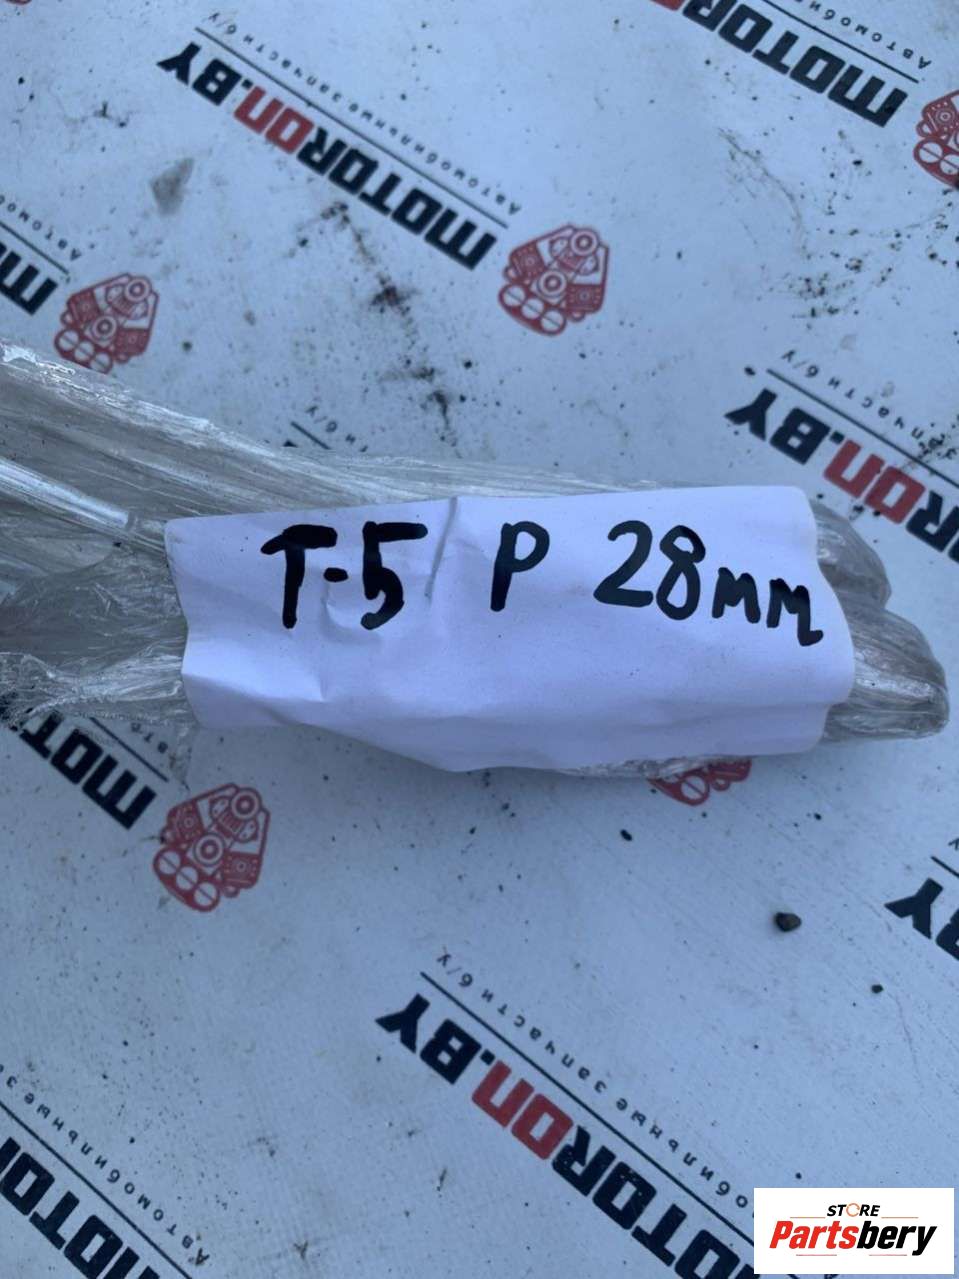 Автомобильные запчасти б/у
MOTORON.BY
T-5 P 28мм
Автомобильные запчасти б/у
MOTORON.BY
STORE
Partsbery